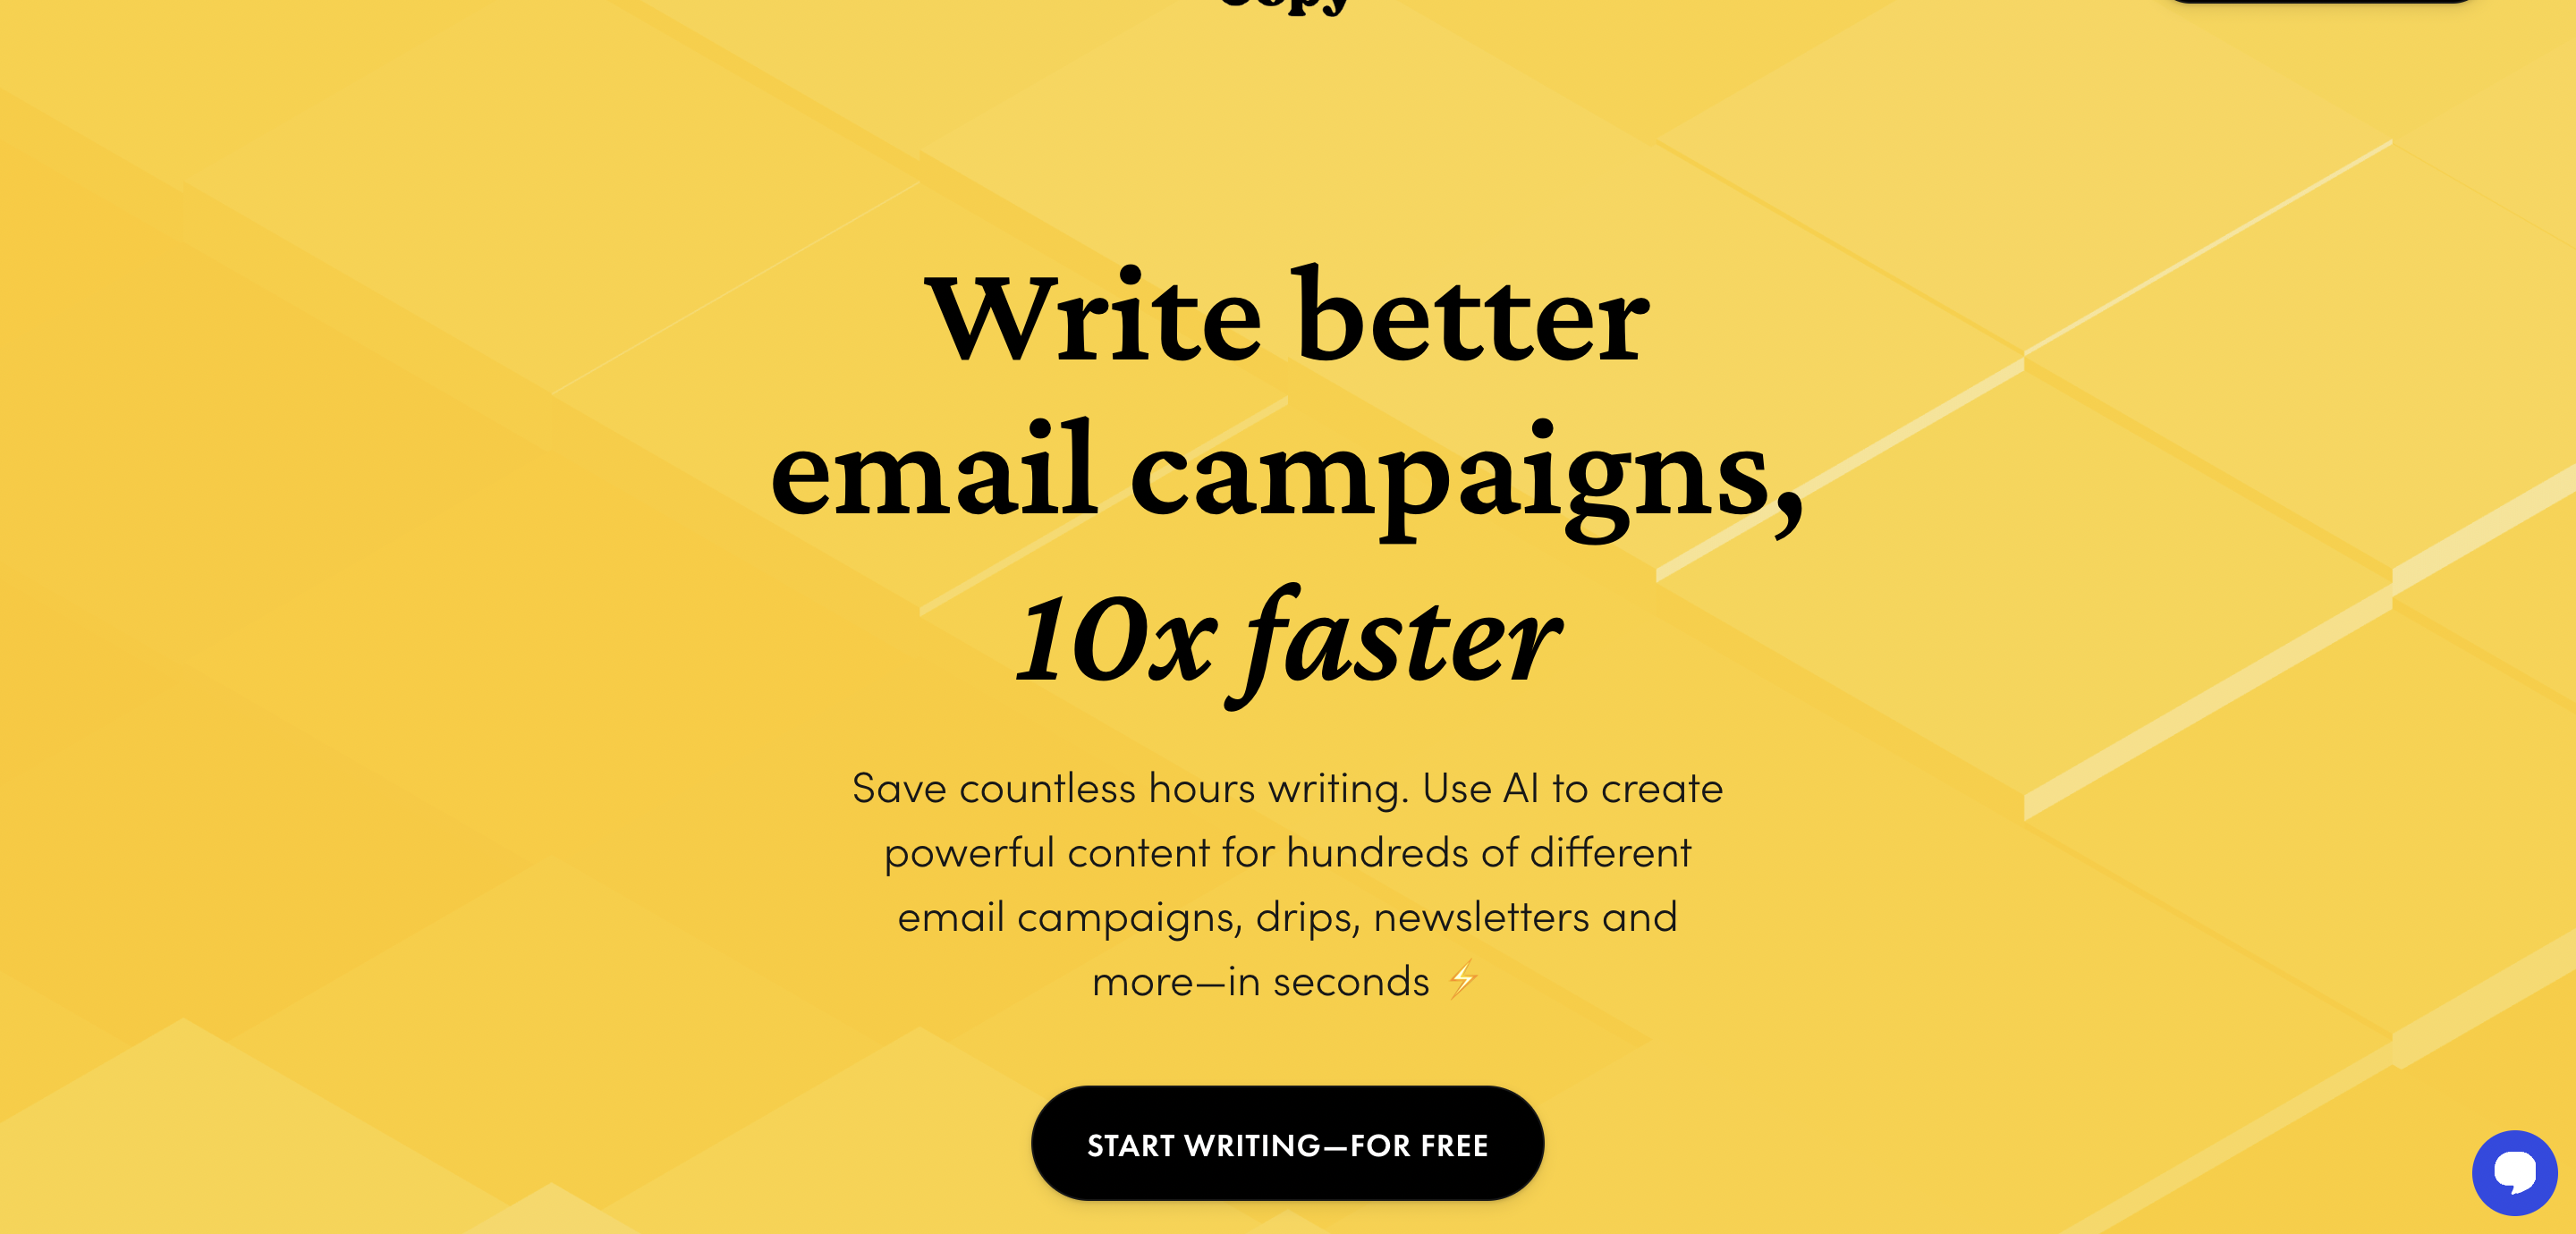 Copy
Write better
email campaigns,
10x faster
Save countless hours writing. Use AI to create
powerful content for hundreds of different
email campaigns, drips, newsletters and
more—in seconds ⚡
START WRITING—FOR FREE